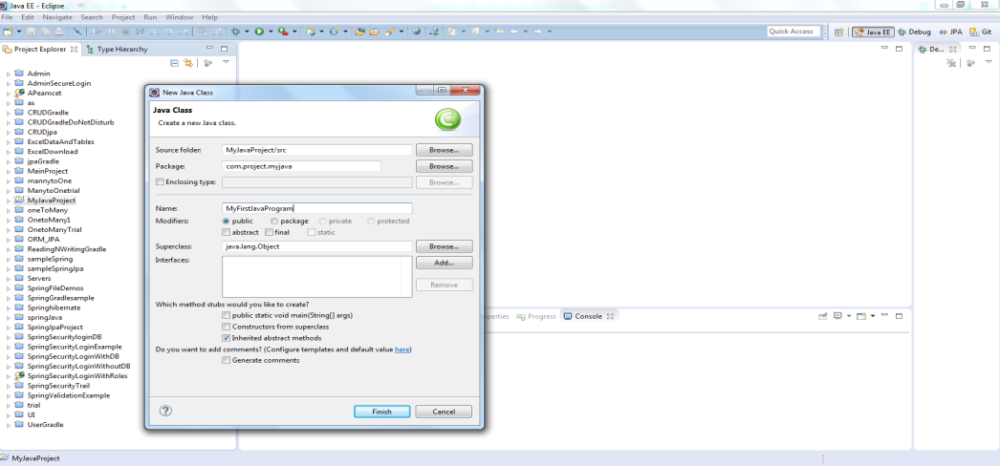 Java EE - Eclipse
File Edit Navigate Search Project Run Window Help
Quick Access
Java EE
Debug
JPA
Git
Project Explorer
Type Hierarchy
De...
Admin
AdminSecureLogin
APeamcet
as
CRUDGradle
CRUDGradleDoNotDisturb
CRUDjpa
ExcelDataAndTables
ExcelDownload
jpaGradle
MainProject
mannytoOne
ManytoOnetrial
MyJavaProject
oneToMany
OnetoMany1
OnetoManyTrial
ORM_JPA
ReadingNWritingGradle
sampleSpring
sampleSpringJpa
Servers
SpringFileDemos
SpringGradlesample
Springhibernate
springJava
SpringJpaProject
SpringSecurityloginDB
SpringSecurityLoginExample
SpringSecurityLoginWithDB
SpringSecurityLoginWithoutDB
SpringSecurityLoginWithRoles
SpringSecurityTrail
SpringValidationExample
trial
UI
UserGradle
New Java Class
Java Class
Create a new Java class.
Source folder: MyJavaProject/src Browse...
Package: com.project.myjava Browse...
Enclosing type: Browse...
Name: MyFirstJavaProgram
Modifiers: public package private protected
abstract final static
Superclass: java.lang.Object Browse...
Interfaces: Add...
Remove
Which method stubs would you like to create?
public static void main(String[] args)
Constructors from superclass
Inherited abstract methods
Do you want to add comments? (Configure templates and default value here)
Generate comments
? Finish Cancel
operties Progress Console
MyJavaProject